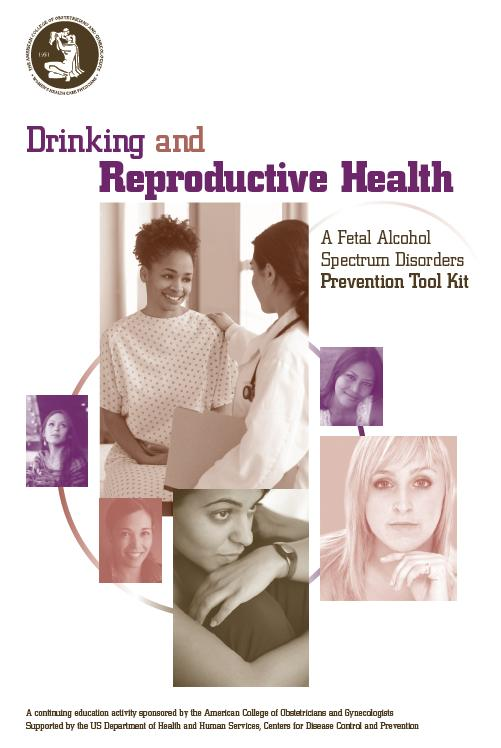 THE AMERICAN COLLEGE OF OBSTETRICIANS AND GYNECOLOGISTS
1951
WOMEN'S HEALTH CARE PHYSICIANS
Drinking and
Reproductive Health
A Fetal Alcohol
Spectrum Disorders
Prevention Tool Kit
A continuing education activity sponsored by the American College of Obstetricians and Gynecologists
Supported by the US Department of Health and Human Services, Centers for Disease Control and Prevention